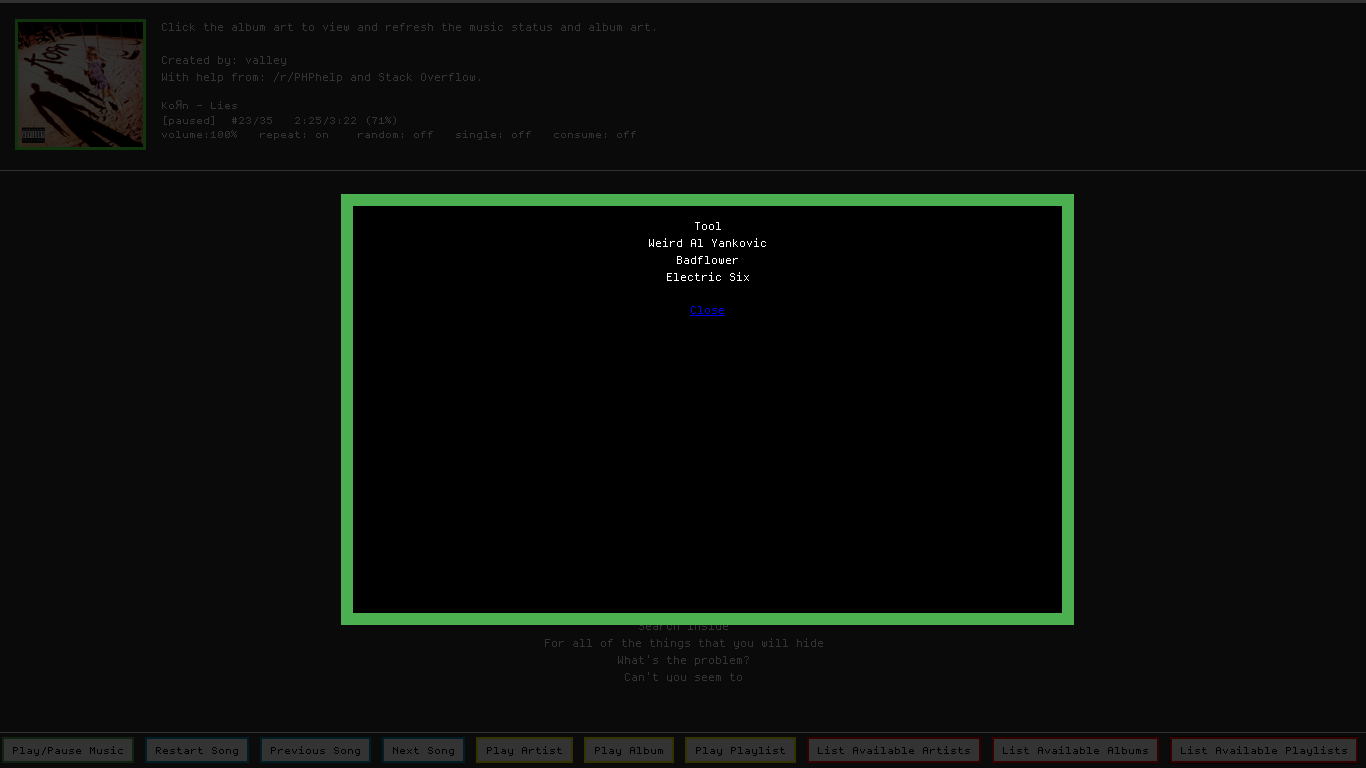 Click the album art to view and refresh the music status and album art.
Created by: valley
With help from: /r/PHPhelp and Stack Overflow.
KoЯn - Lies
[paused]  #23/35   2:25/3:22 (71%)
volume:100%   repeat: on    random: off   single: off   consume: off
KoЯn
Tool
Weird Al Yankovic
Badflower
Electric Six
Close
Search inside
For all of the things that you will hide
What's the problem?
Can't you seem to
Play/Pause Music
Restart Song
Previous Song
Next Song
Play Artist
Play Album
Play Playlist
List Available Artists
List Available Albums
List Available Playlists